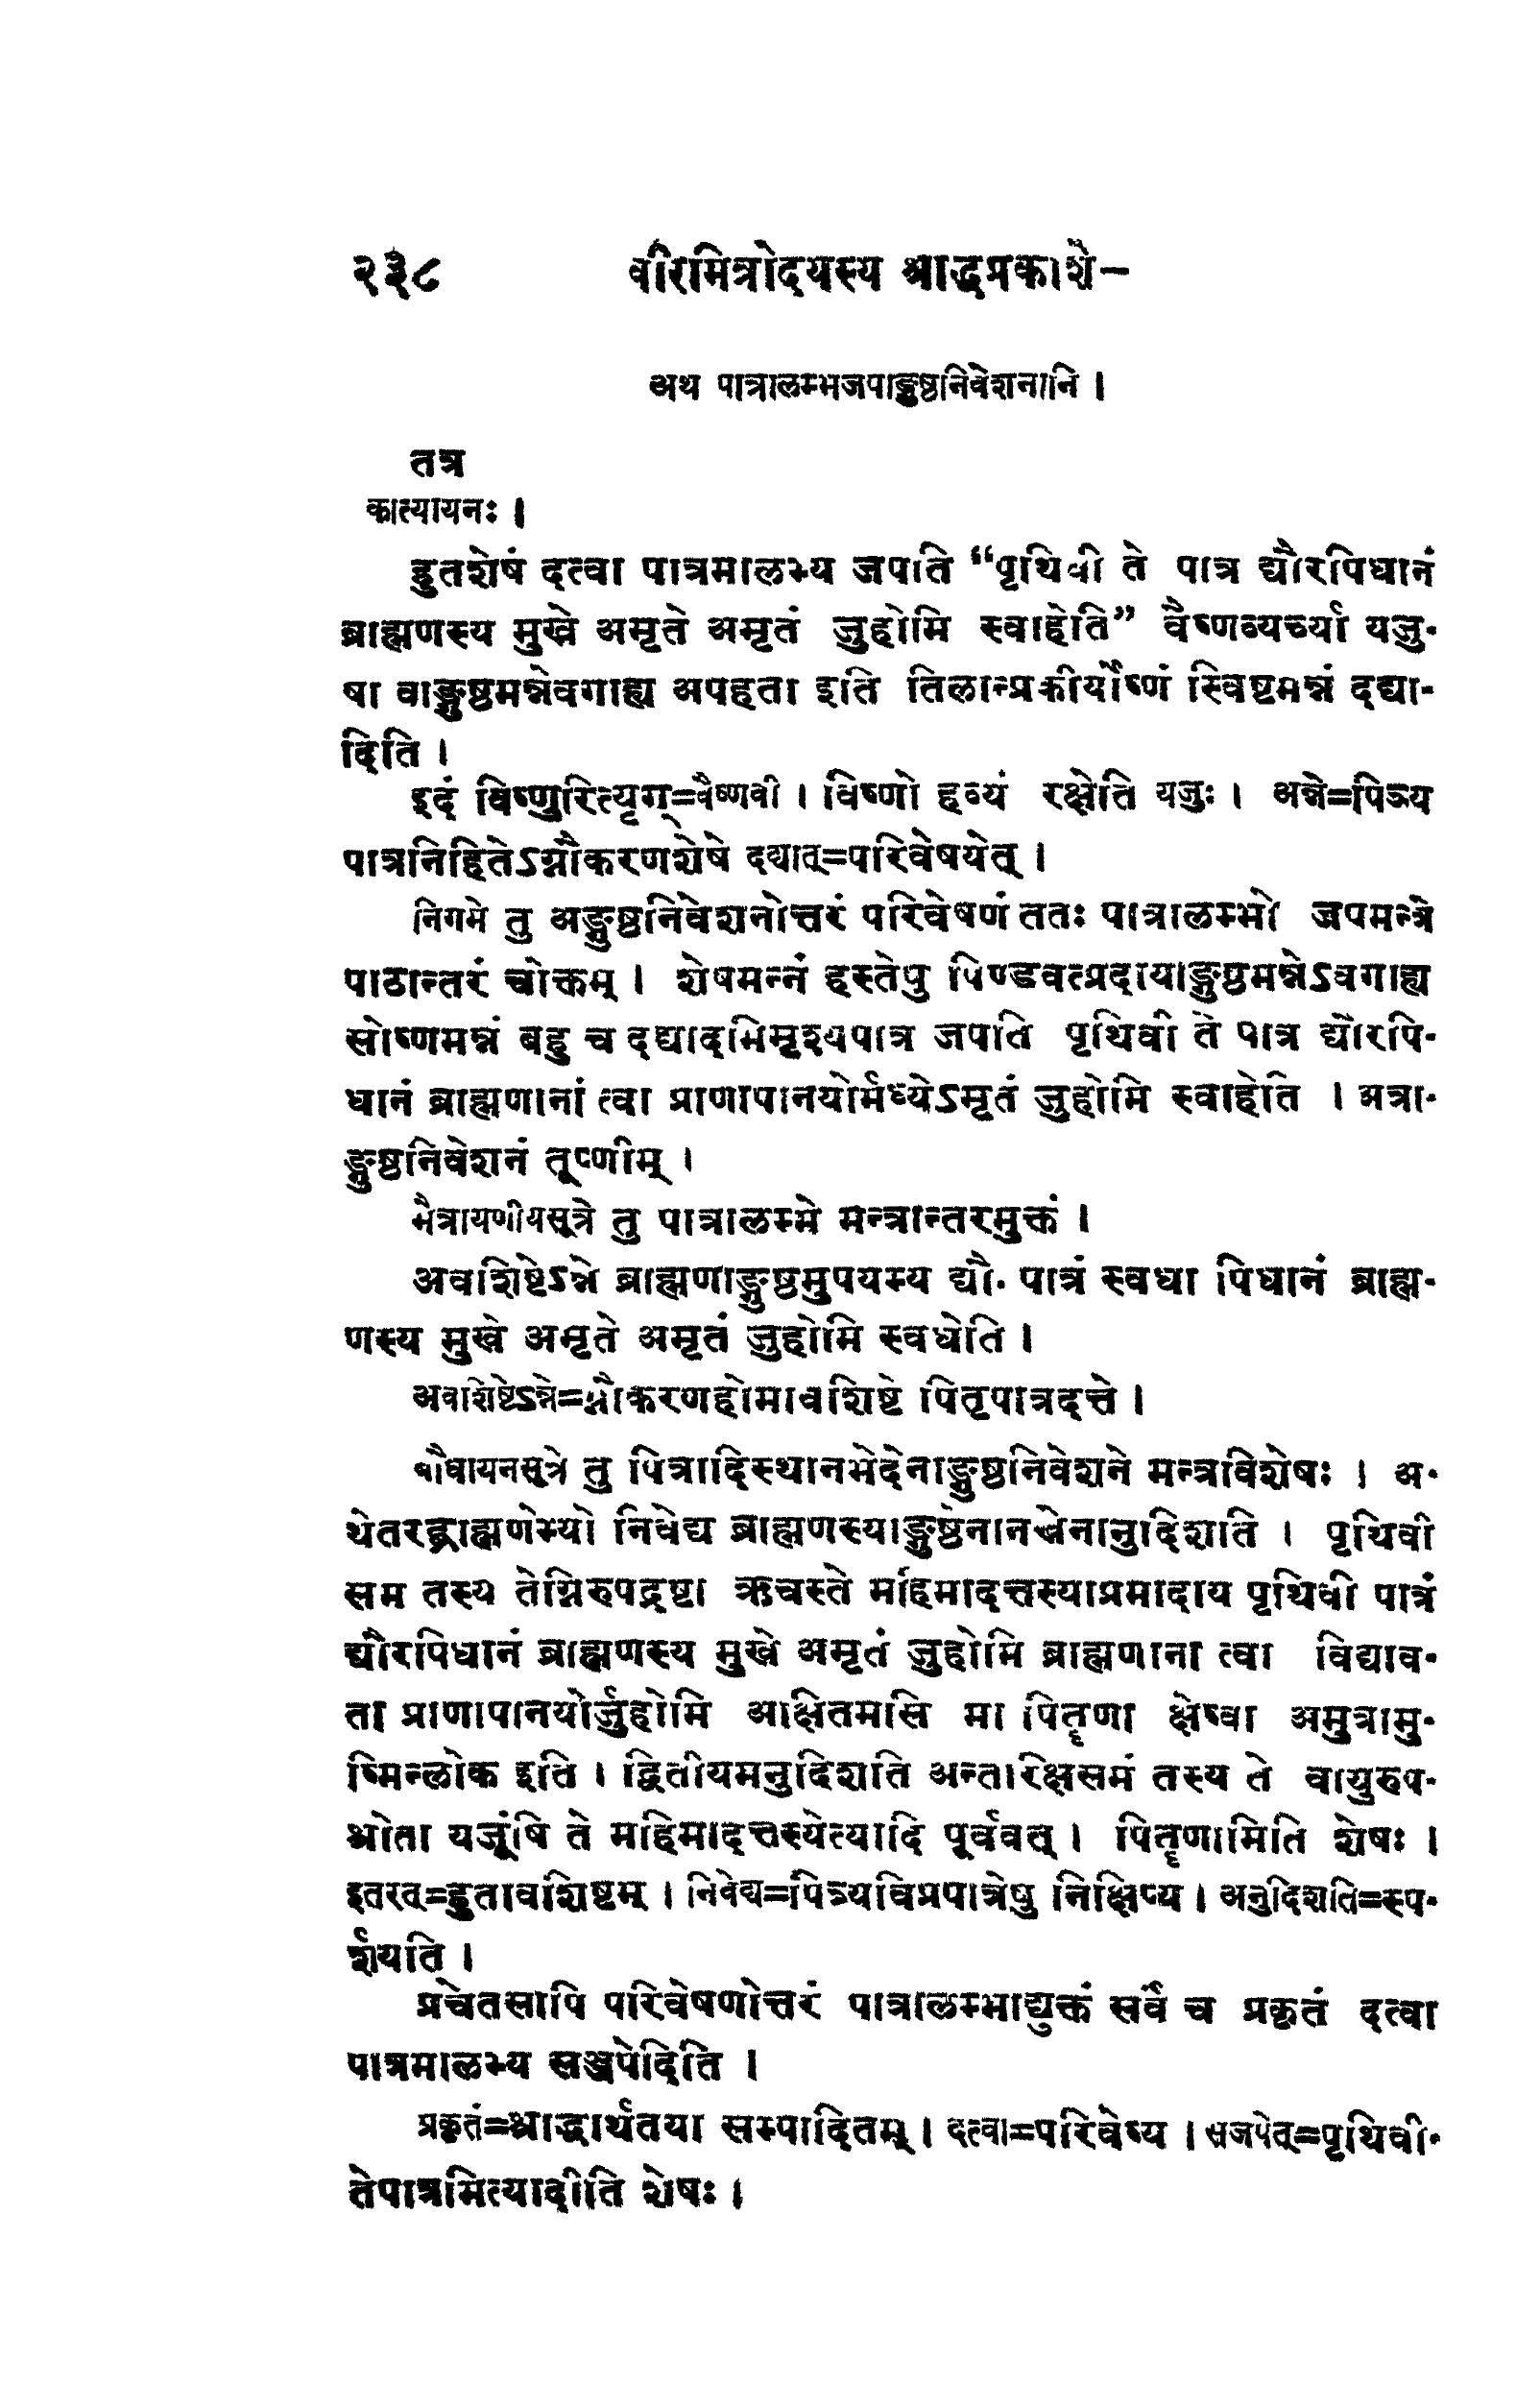 २३८ वीरमित्रोदयस्य श्राद्धप्रकाशे-
अथ पात्रालम्भजपाङ्गुष्ठनिवेशनानि ।
तत्र
कात्यायनः ।
हुतशेषं दत्वा पात्रमालभ्य जपति “पृथिवी ते पात्र द्यौरपिधानं
ब्राह्मणस्य मुखे अमृते अमृतं जुहोमि स्वाहेति” वैष्णव्यर्च्या यजु-
षा वाङ्गुष्ठमन्नेवगाह्य अपहता इति तिलान्प्रकीर्योष्णं स्विष्टमन्नं दद्या-
दिति ।
इदं विष्णुरित्यृग्=वैष्णवी । विष्णो हव्यं रक्षेति यजुः । अन्ने=पित्र्य
पात्रनिहितेऽग्नौकरणशेषे दद्यात्=परिवेषयेत् ।
निगमे तु अङ्गुष्ठनिवेशनोत्तरं परिवेषणं ततः पात्रालम्भो जपमन्त्रे
पाठान्तरं चोक्तम् । शेषमन्नं हस्तेषु पिण्डवत्प्रदायाङ्गुष्ठमन्नेऽवगाह्य
सोष्णमन्नं बहु च दद्यादभिमृश्यपात्र जपति पृथिवी ते पात्र द्यौरपि-
धानं ब्राह्मणानां त्वा प्राणापानयोर्मध्येऽमृतं जुहोमि स्वाहेति । अत्रा-
ङ्गुष्ठनिवेशनं तूष्णीम् ।
मैत्रायणीयसूत्रे तु पात्रालम्भे मन्त्रान्तरमुक्तं ।
अवशिष्टेऽन्ने ब्राह्मणाङ्गुष्ठमुपयम्य द्यौः पात्रं स्वधा पिधानं ब्राह्म-
णस्य मुखे अमृते अमृतं जुहोमि स्वधेति ।
अवशिष्टेऽन्ने=ग्नौकरणहोमावशिष्टे पितृपात्रदत्ते ।
बौधायनसूत्रे तु पित्रादिस्थानभेदेनाङ्गुष्ठनिवेशने मन्त्रविशेषः । अ-
थेतरद्ब्राह्मणेभ्यो निवेद्य ब्राह्मणस्याङ्गुष्ठेनानखेनानुदिशति । पृथिवी
सम तस्य तेग्निरुपद्रष्टा ऋचस्ते महिमादत्तस्याप्रमादाय पृथिवी पात्रं
द्यौरपिधानं ब्राह्मणस्य मुखे अमृतं जुहोमि ब्राह्मणाना त्वा विद्याव-
ता प्राणापानयोर्जुहोमि अक्षितमसि मा पितॄणा क्षेष्ठा अमुत्रामु-
ष्मिन्लोक इति । द्वितीयमनुदिशति अन्तरिक्षसमं तस्य ते वायुरुप-
श्रोता यजूंषि ते महिमादत्तस्येत्यादि पूर्ववत् । पितॄणामिति शेषः ।
इतरत्=हुतावशिष्टम् । निवेद्य=पित्र्यविप्रपात्रेषु निक्षिप्य । अनुदिशति=स्प-
र्शयति ।
प्रचेतसापि परिवेषणोत्तरं पात्रालम्भाद्युक्तं सर्वे च प्रकृतं दत्वा
पात्रमालभ्य सञ्जपेदिति ।
प्रकृतं=श्राद्धार्थतया सम्पादितम् । दत्वा=परिवेष्य । सजपेत्=पृथिवी-
तेपात्रमित्यादीति शेषः ।